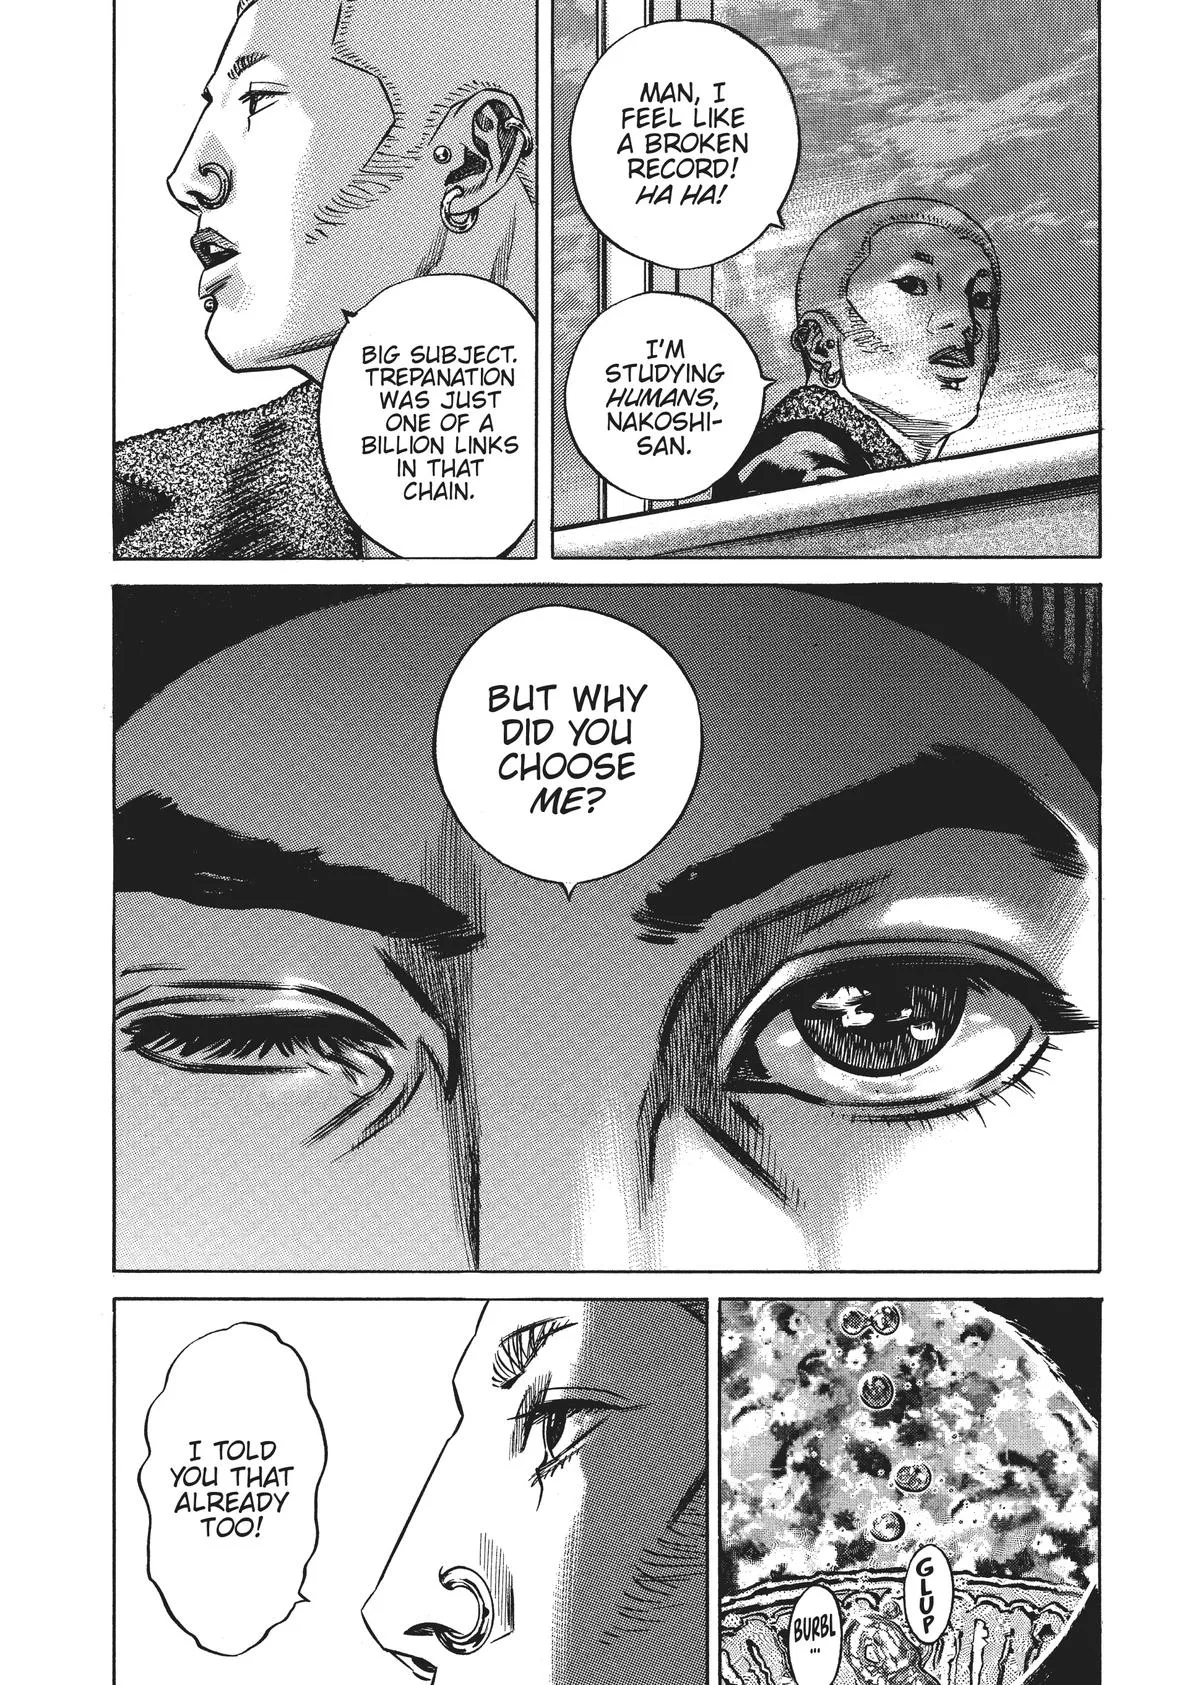 MAN, I
FEEL LIKE
A BROKEN
RECORD!
HA HA!
I'M
STUDYING
HUMANS,
NAKOSHI-
SAN.
BIG SUBJECT.
TREPANATION
WAS JUST
ONE OF A
BILLION LINKS
IN THAT
CHAIN.
BUT WHY
DID YOU
CHOOSE
ME?
GLUP
BURBL
...
I TOLD
YOU THAT
ALREADY
TOO!